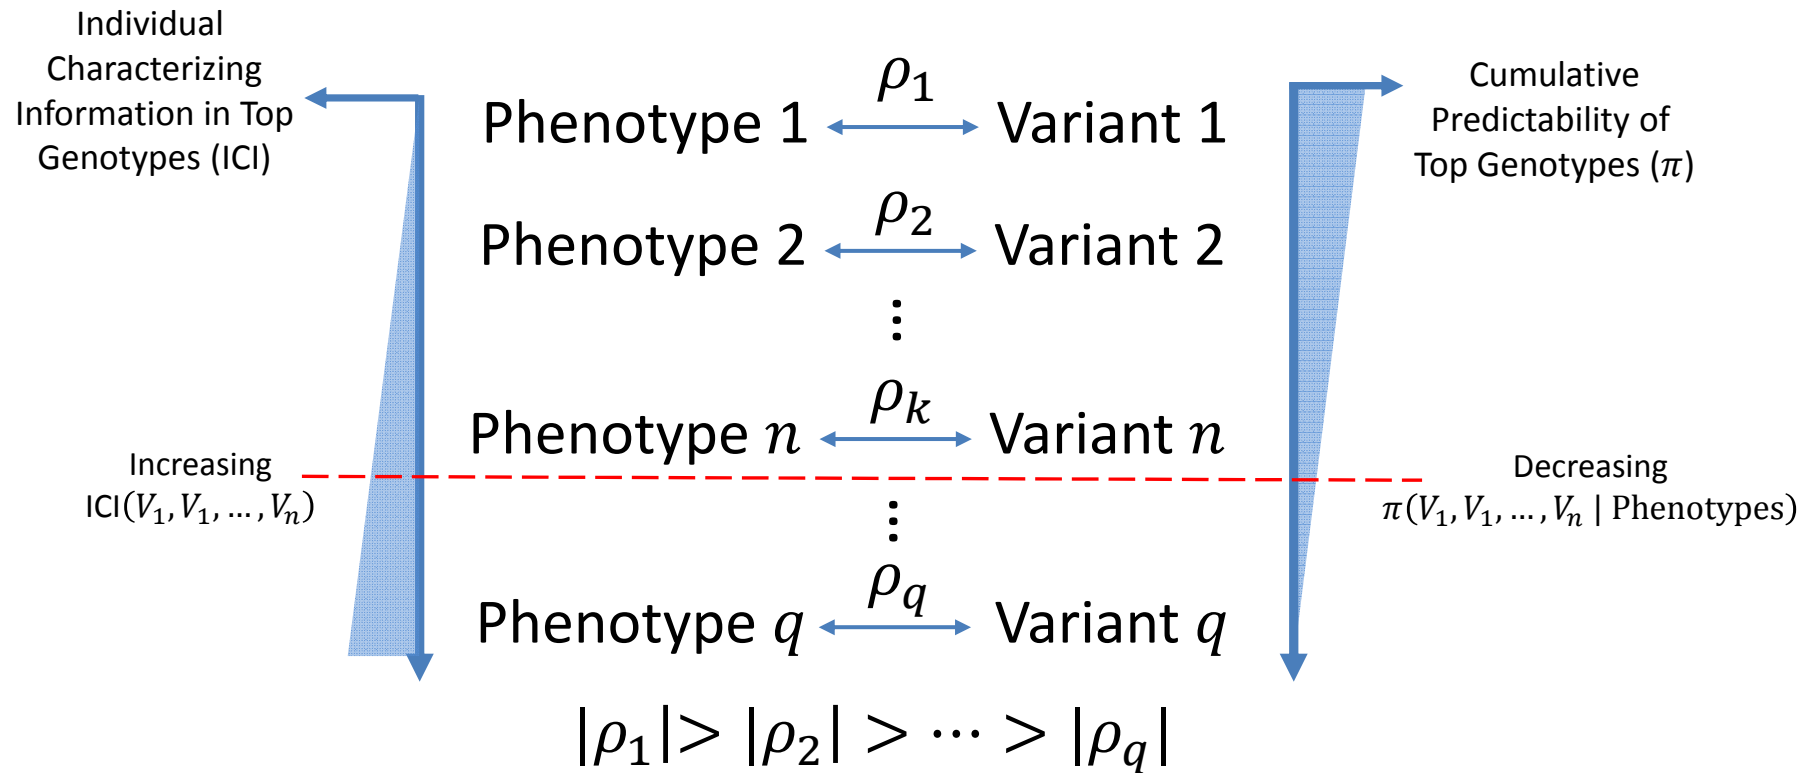 Individual
Characterizing
Information in Top
Genotypes (ICI)
Phenotype 1 ρ₁ Variant 1
Phenotype 2 ρ₂ Variant 2
⋮
Phenotype n ρₖ Variant n
⋮
Phenotype q ρ_q Variant q
|ρ₁|> |ρ₂| > ⋯ > |ρ_q|
Increasing
ICI(V₁, V₁, … , Vₙ)
Cumulative
Predictability of
Top Genotypes (π)
Decreasing
π(V₁, V₁, … , Vₙ | Phenotypes)